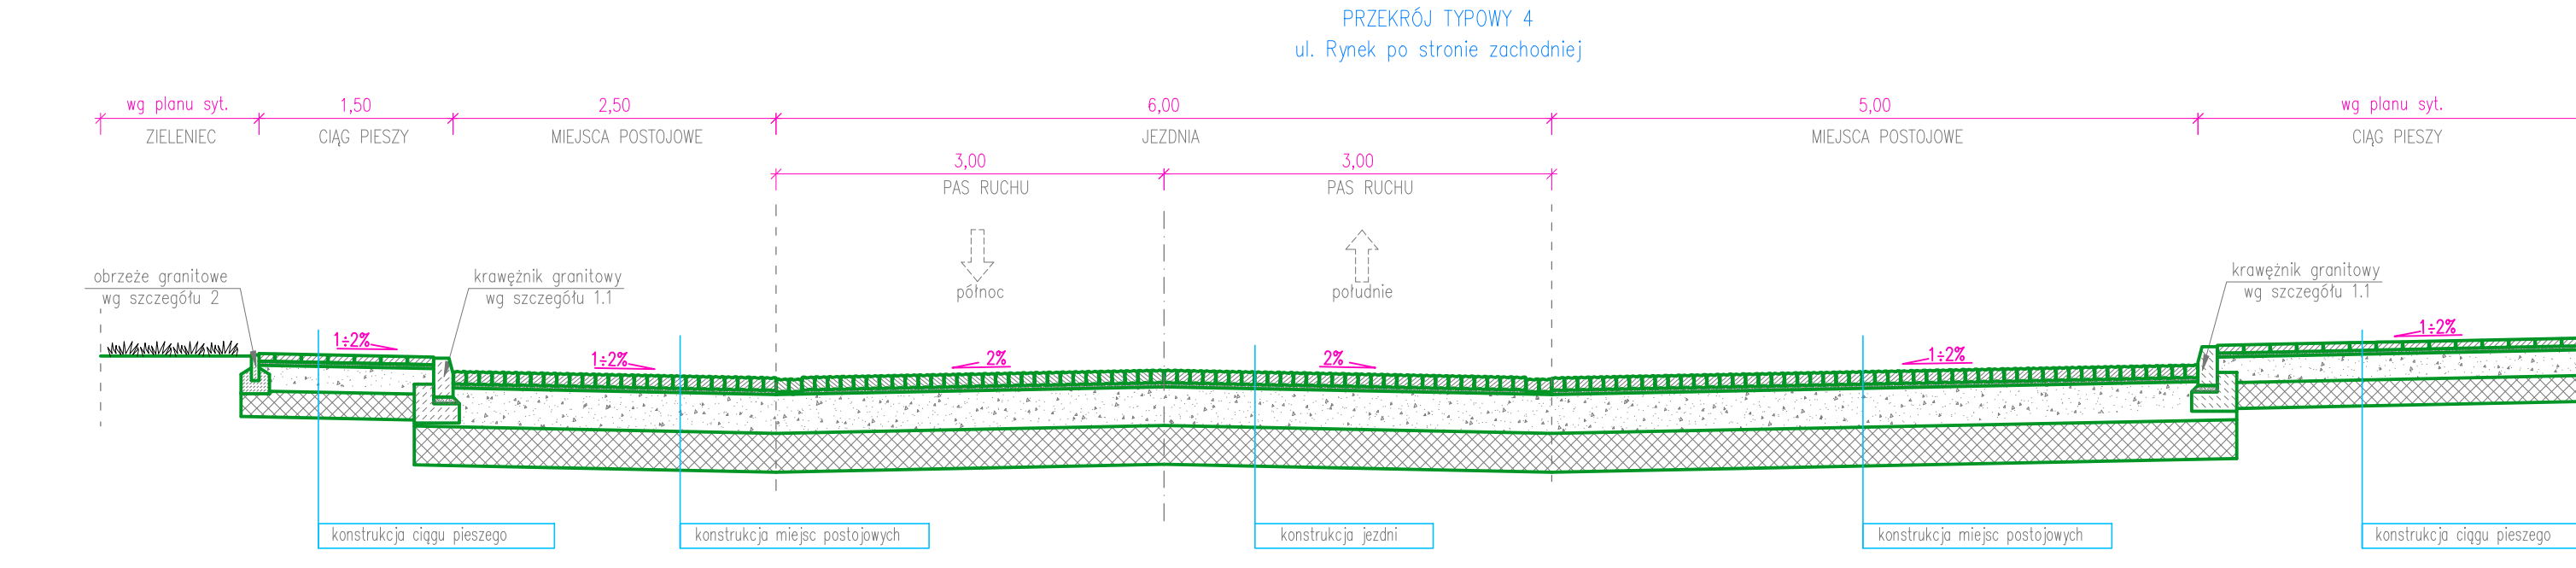 PRZEKRÓJ TYPOWY 4
ul. Rynek po stronie zachodniej
wg planu syt.
1,50
2,50
6,00
5,00
wg planu syt.
ZIELENIEC
CIĄG PIESZY
MIEJSCA POSTOJOWE
JEZDNIA
MIEJSCA POSTOJOWE
CIĄG PIESZY
3,00
3,00
PAS RUCHU
PAS RUCHU
północ
południe
obrzeże granitowe
wg szczegółu 2
krawężnik granitowy
wg szczegółu 1.1
krawężnik granitowy
wg szczegółu 1.1
1÷2%
1÷2%
2%
2%
1÷2%
1÷2%
konstrukcja ciągu pieszego
konstrukcja miejsc postojowych
konstrukcja jezdni
konstrukcja miejsc postojowych
konstrukcja ciągu pieszego